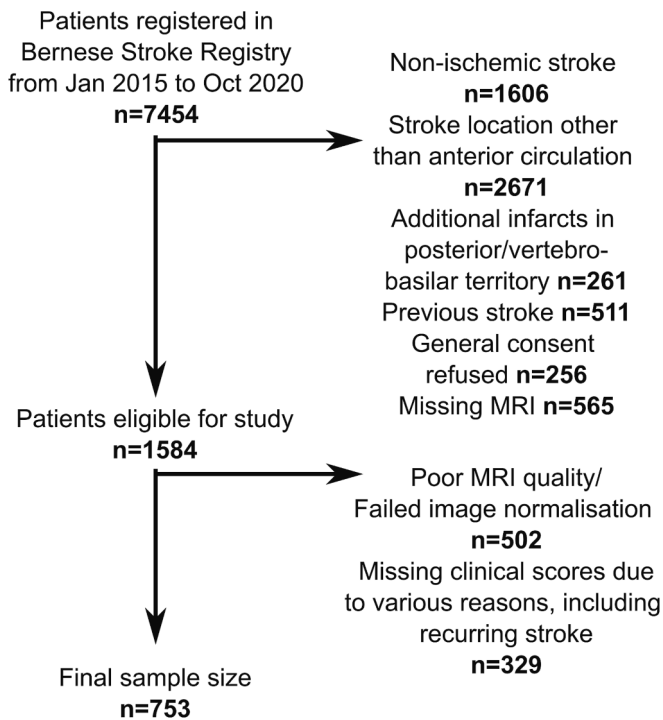 Patients registered in
Bernese Stroke Registry
from Jan 2015 to Oct 2020
n=7454
Non-ischemic stroke
n=1606
Stroke location other
than anterior circulation
n=2671
Additional infarcts in
posterior/vertebro-
basilar territory n=261
Previous stroke n=511
General consent
refused n=256
Missing MRI n=565
Patients eligible for study
n=1584
Poor MRI quality/
Failed image normalisation
n=502
Missing clinical scores due
to various reasons, including
recurring stroke
n=329
Final sample size
n=753